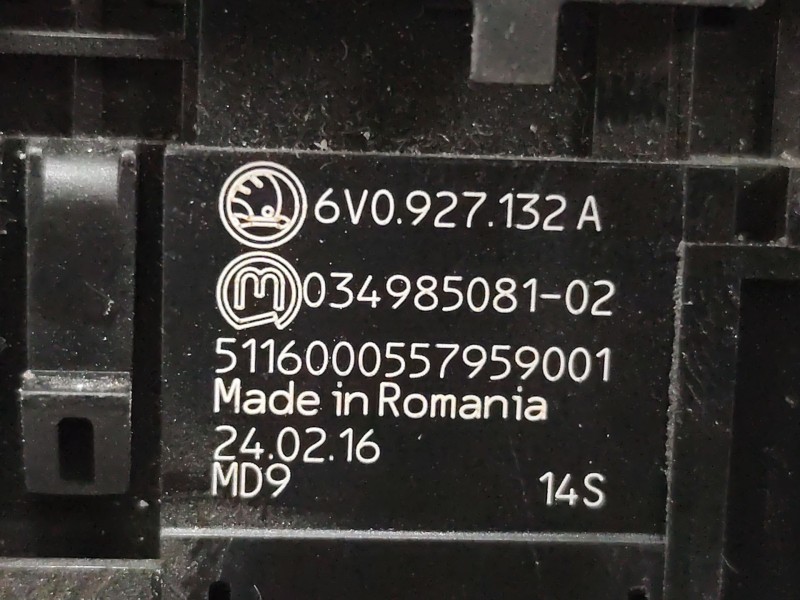 6V0.927.132 A
m 034985081-02
5116000557959001
Made in Romania
24.02.16
MD9 14S